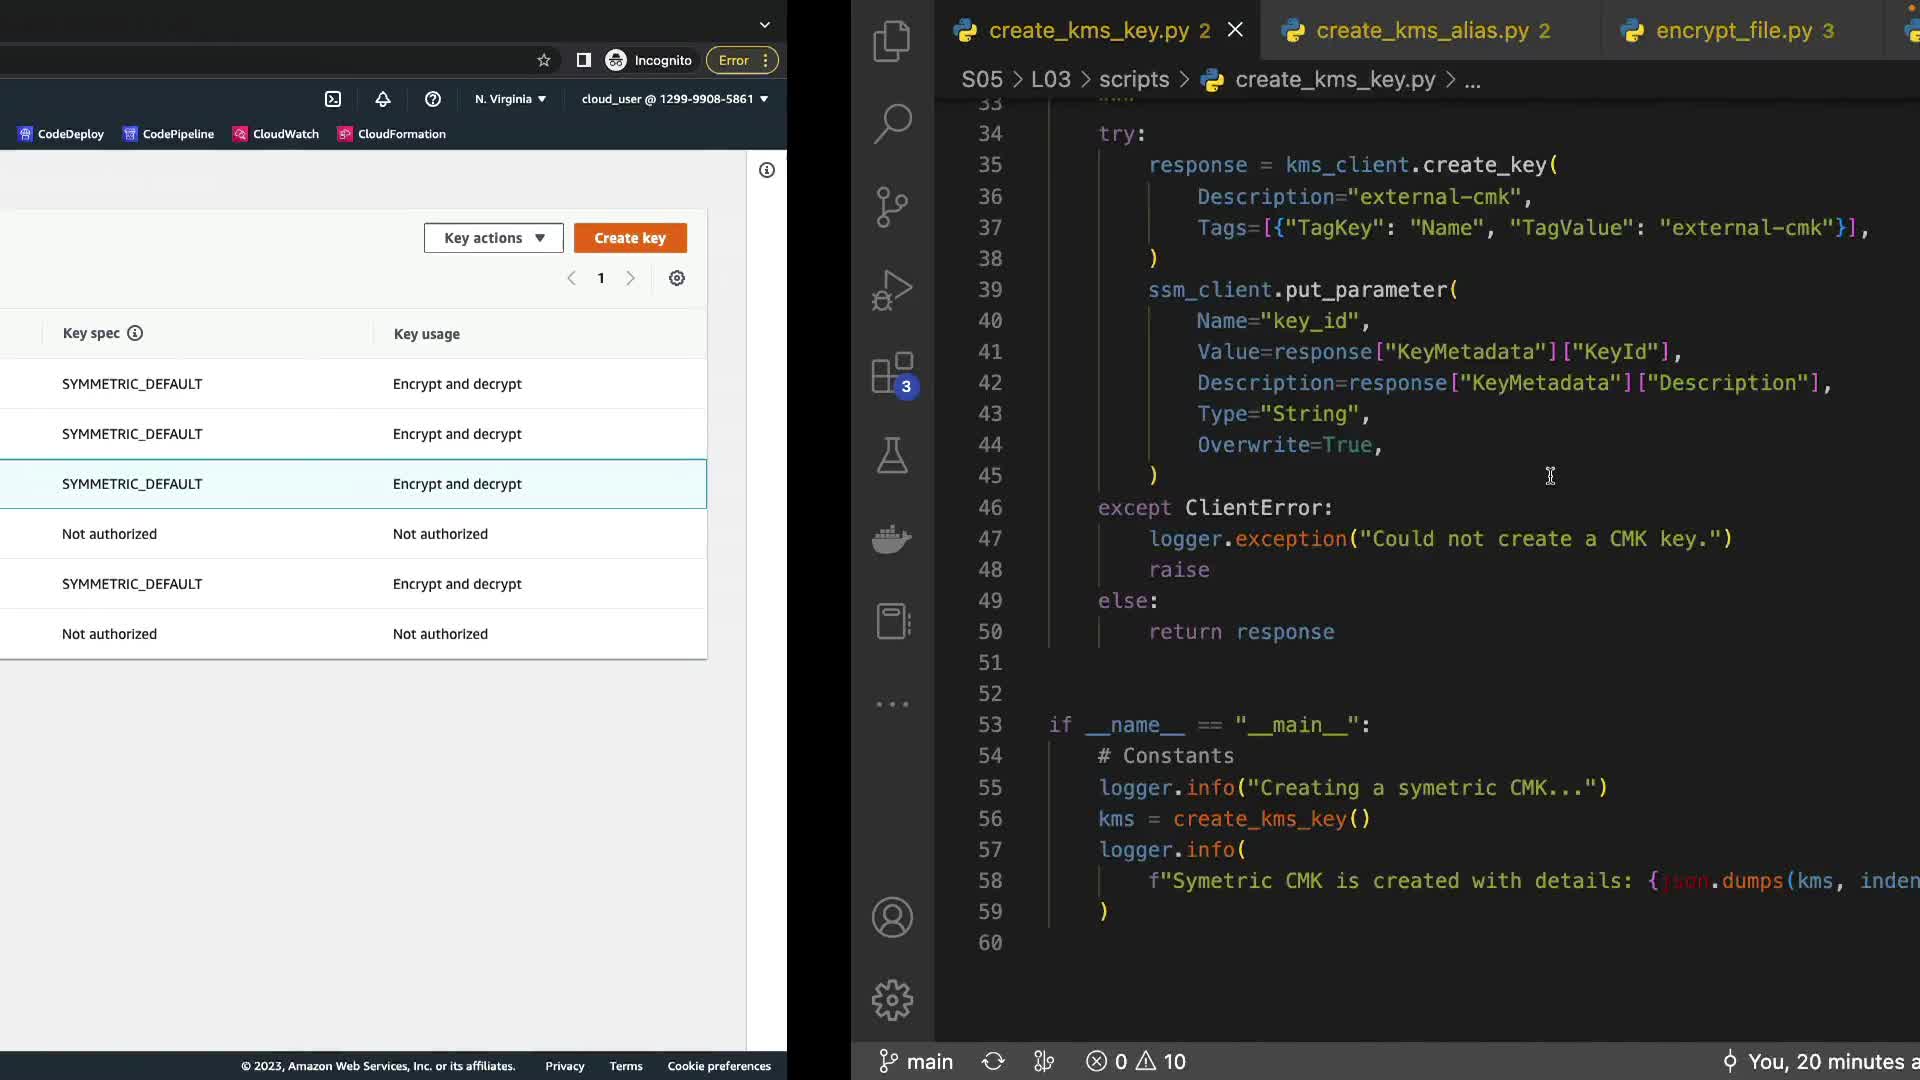 Incognito
Error
N. Virginia
cloud_user @ 1299-9908-5861
CodeDeploy
CodePipeline
CloudWatch
CloudFormation
Key actions
Create key
1
Key spec
Key usage
SYMMETRIC_DEFAULT
Encrypt and decrypt
SYMMETRIC_DEFAULT
Encrypt and decrypt
SYMMETRIC_DEFAULT
Encrypt and decrypt
Not authorized
Not authorized
SYMMETRIC_DEFAULT
Encrypt and decrypt
Not authorized
Not authorized
© 2023, Amazon Web Services, Inc. or its affiliates.
Privacy
Terms
Cookie preferences
create_kms_key.py 2
create_kms_alias.py 2
encrypt_file.py 3
S05 > L03 > scripts > create_kms_key.py > ...
3
33 """
34 try:
35 response = kms_client.create_key(
36 Description="external-cmk",
37 Tags=[{"TagKey": "Name", "TagValue": "external-cmk"}],
38 )
39 ssm_client.put_parameter(
40 Name="key_id",
41 Value=response["KeyMetadata"]["KeyId"],
42 Description=response["KeyMetadata"]["Description"],
43 Type="String",
44 Overwrite=True,
45 )
46 except ClientError:
47 logger.exception("Could not create a CMK key.")
48 raise
49 else:
50 return response
51
52
53 if __name__ == "__main__":
54 # Constants
55 logger.info("Creating a symetric CMK...")
56 kms = create_kms_key()
57 logger.info(
58 f"Symetric CMK is created with details: {json.dumps(kms, inden
59 )
60
main
0
10
You, 20 minutes a